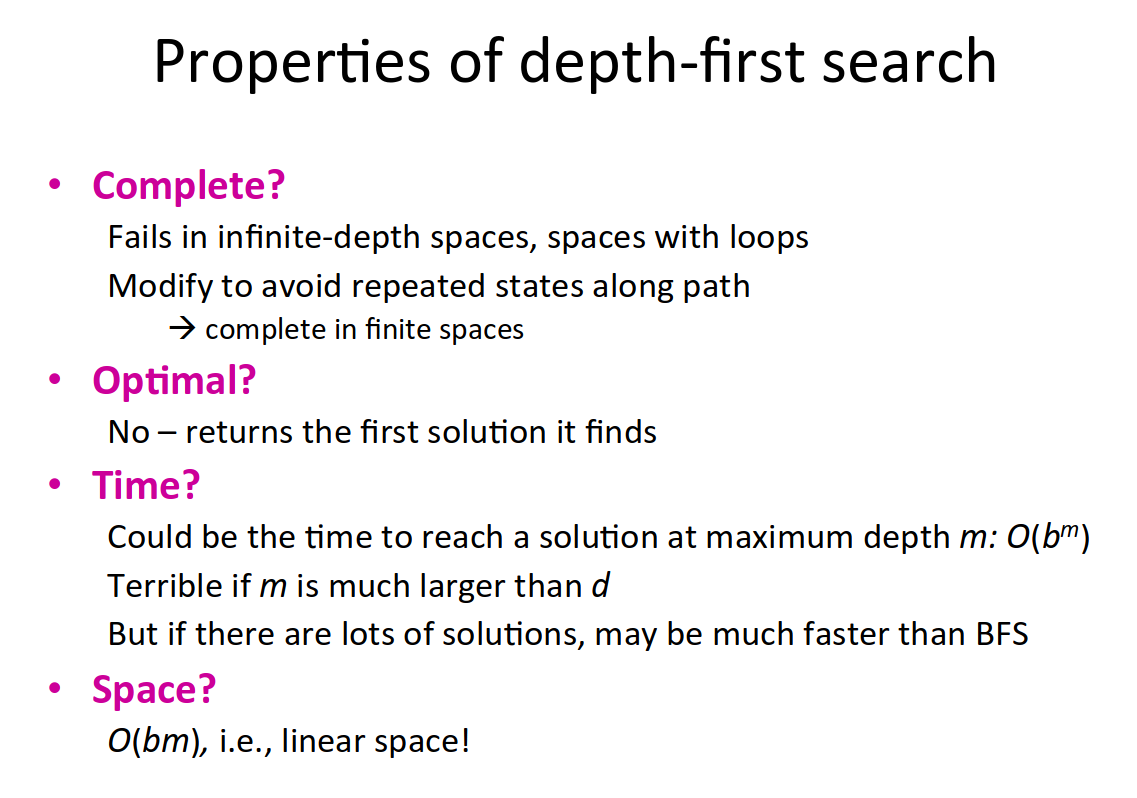 Properties of depth-first search
• Complete?
Fails in infinite-depth spaces, spaces with loops
Modify to avoid repeated states along path
→ complete in finite spaces
• Optimal?
No – returns the first solution it finds
• Time?
Could be the time to reach a solution at maximum depth m: O(bᵐ)
Terrible if m is much larger than d
But if there are lots of solutions, may be much faster than BFS
• Space?
O(bm), i.e., linear space!